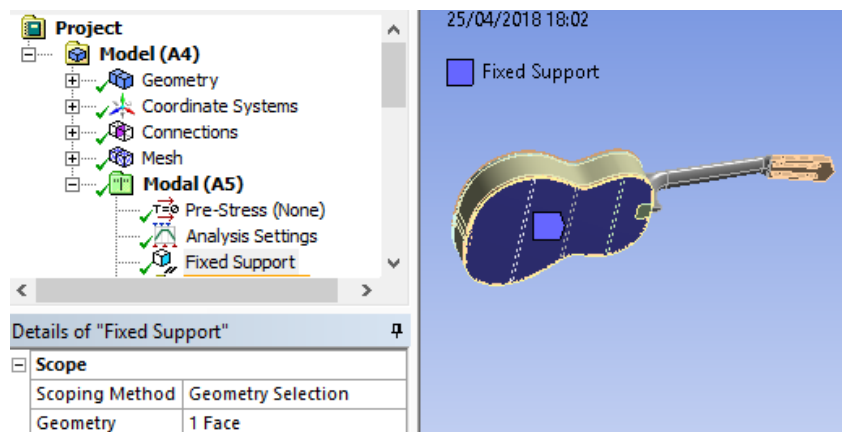 Project
Model (A4)
Geometry
Coordinate Systems
Connections
Mesh
Modal (A5)
T=0 Pre-Stress (None)
Analysis Settings
Fixed Support
Details of "Fixed Support"
Scope
Scoping Method Geometry Selection
Geometry 1 Face
25/04/2018 18:02
Fixed Support